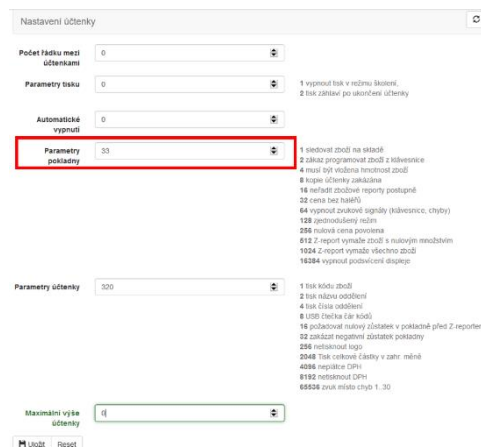 Nastavení účtenky
Počet řádku mezi
účtenkami
0
Parametry tisku
0
1 vypnout tisk v režimu školení,
2 tisk záhlaví po ukončení účtenky
Automatické
vypnutí
0
Parametry
pokladny
33
1 sledovat zboží na skladě
2 zákaz programovat zboží z klávesnice
4 musí být vložena hmotnost zboží
8 kopie účtenky zakázána
16 neřadit zbožové reporty postupně
32 cena bez haléřů
64 vypnout zvukové signály (klávesnice, chyby)
128 zjednodušený režim
256 nulová cena povolena
512 Z-report vymaže zboží s nulovým množstvím
1024 Z-report vymaže všechno zboží
16384 vypnout podsvícení displeje
Parametry účtenky
320
1 tisk kódu zboží
2 tisk názvu oddělení
4 tisk čísla oddělení
8 USB čtečka čár kódů
16 požadovat nulový zůstatek v pokladně před Z-reportem
32 zakázat negativní zůstatek pokladny
256 netisknout logo
2048 Tisk celkové částky v zahr. měně
4096 neplátce DPH
8192 netisknout DPH
65536 zvuk místo chyb 1..30
Maximální výše
účtenky
0
Uložit Reset